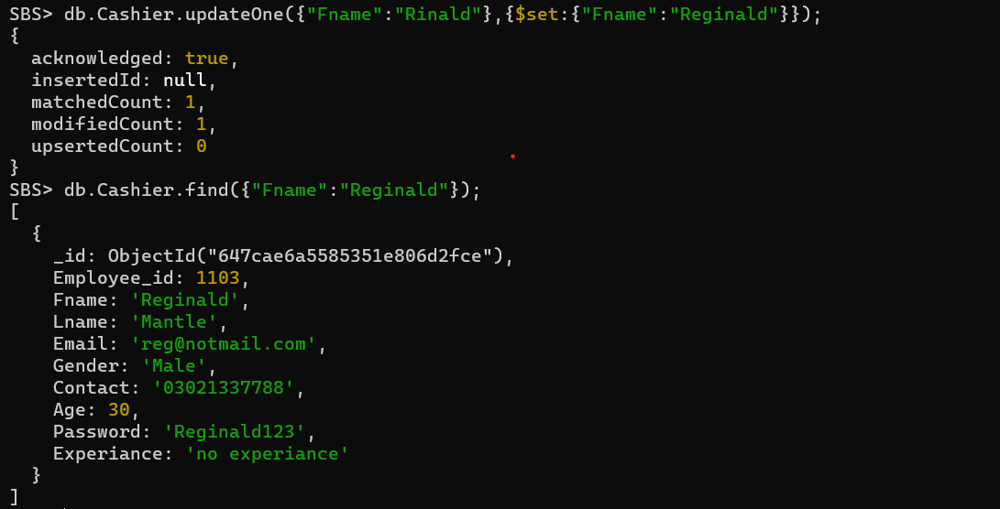 SBS> db.Cashier.updateOne({"Fname":"Rinald"},{$set:{"Fname":"Reginald"}});
{
  acknowledged: true,
  insertedId: null,
  matchedCount: 1,
  modifiedCount: 1,
  upsertedCount: 0
}
SBS> db.Cashier.find({"Fname":"Reginald"});
[
  {
    _id: ObjectId("647cae6a5585351e806d2fce"),
    Employee_id: 1103,
    Fname: 'Reginald',
    Lname: 'Mantle',
    Email: 'reg@notmail.com',
    Gender: 'Male',
    Contact: '03021337788',
    Age: 30,
    Password: 'Reginald123',
    Experiance: 'no experiance'
  }
]